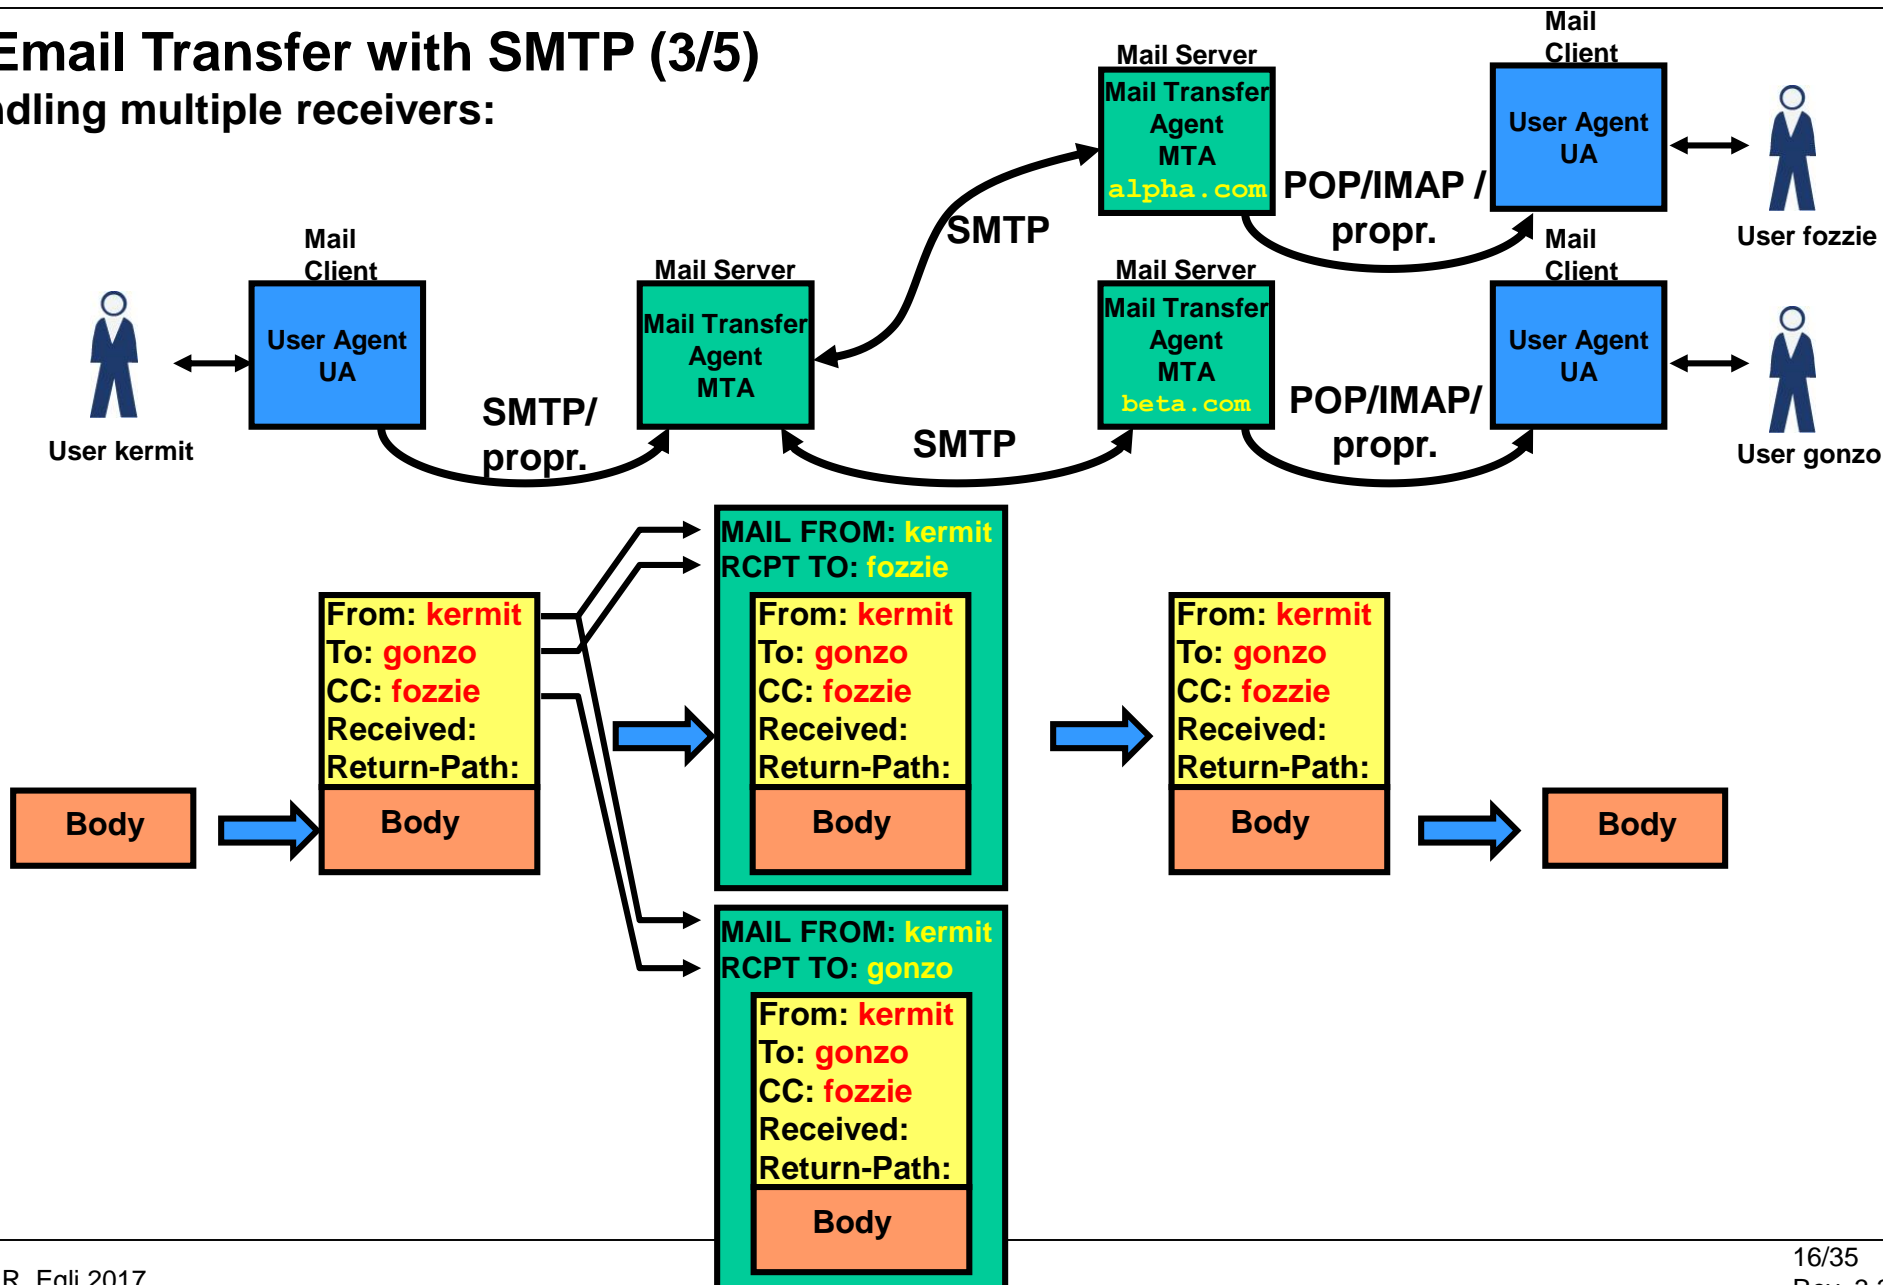 Email Transfer with SMTP (3/5)
ndling multiple receivers:
Mail Server
Mail
Client
Mail Transfer
Agent
MTA
alpha.com
POP/IMAP /
propr.
User Agent
UA
User fozzie
SMTP
Mail
Client
User Agent
UA
User kermit
SMTP/
propr.
Mail Server
Mail Transfer
Agent
MTA
SMTP
Mail Server
Mail Transfer
Agent
MTA
beta.com
POP/IMAP/
propr.
Mail
Client
User Agent
UA
User gonzo
Body
From: kermit
To: gonzo
CC: fozzie
Received:
Return-Path:
Body
MAIL FROM: kermit
RCPT TO: fozzie
From: kermit
To: gonzo
CC: fozzie
Received:
Return-Path:
Body
From: kermit
To: gonzo
CC: fozzie
Received:
Return-Path:
Body
Body
MAIL FROM: kermit
RCPT TO: gonzo
From: kermit
To: gonzo
CC: fozzie
Received:
Return-Path:
Body
R. Egli 2017
16/35